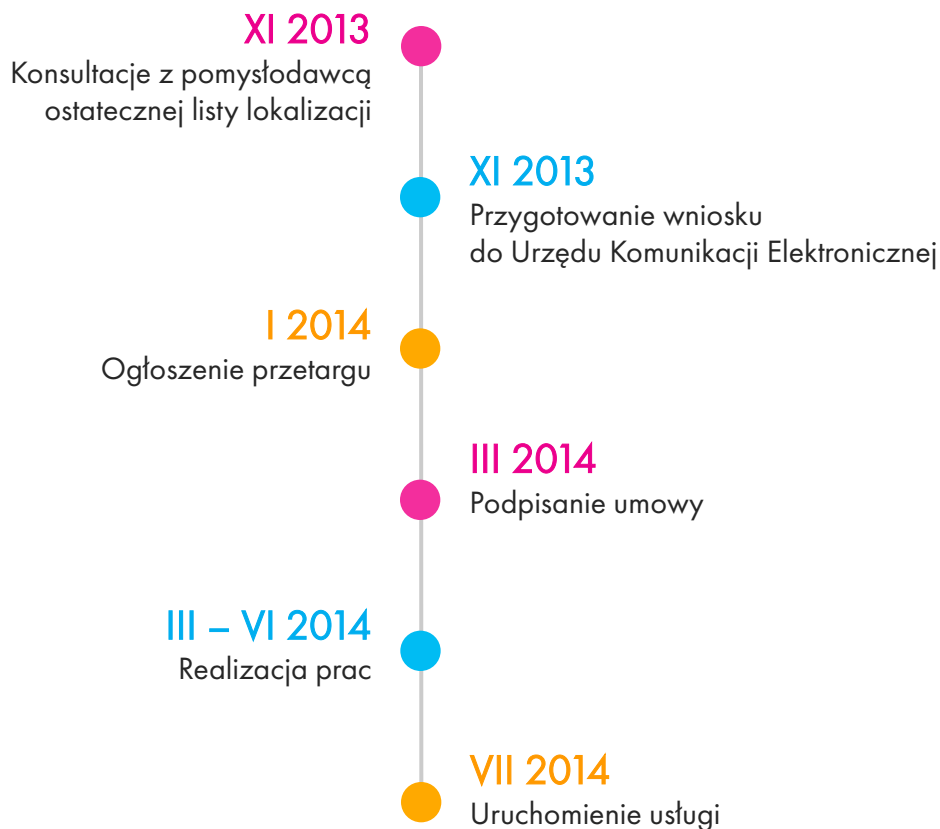 XI 2013
Konsultacje z pomysłodawcą
ostatecznej listy lokalizacji
XI 2013
Przygotowanie wniosku
do Urzędu Komunikacji Elektronicznej
I 2014
Ogłoszenie przetargu
III 2014
Podpisanie umowy
III – VI 2014
Realizacja prac
VII 2014
Uruchomienie usługi